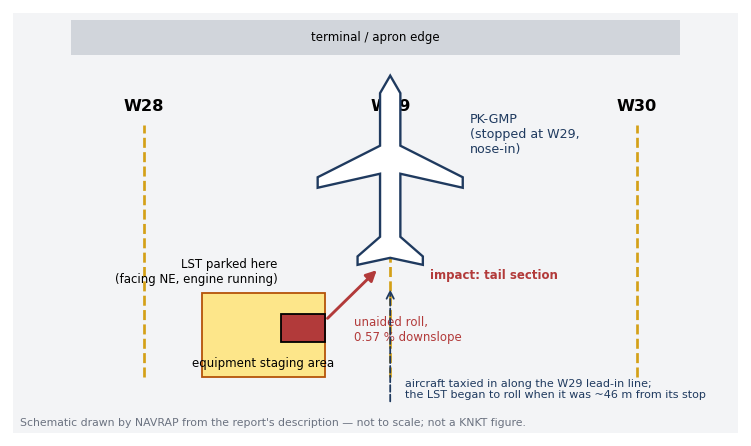 terminal / apron edge
W28
W 9
W30
PK-GMP
(stopped at W29,
nose-in)
LST parked here
(facing NE, engine running)
impact: tail section
unaided roll,
0.57 % downslope
equipment staging area
aircraft taxied in along the W29 lead-in line;
the LST began to roll when it was ~46 m from its stop
Schematic drawn by NAVRAP from the report's description — not to scale; not a KNKT figure.